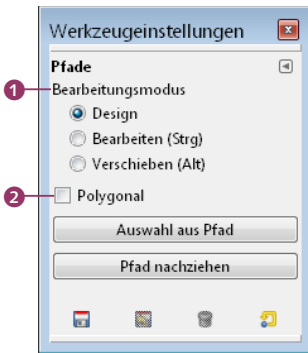 Werkzeugeinstellungen
Pfade
1 Bearbeitungsmodus
Design
Bearbeiten (Strg)
Verschieben (Alt)
2 Polygonal
Auswahl aus Pfad
Pfad nachziehen